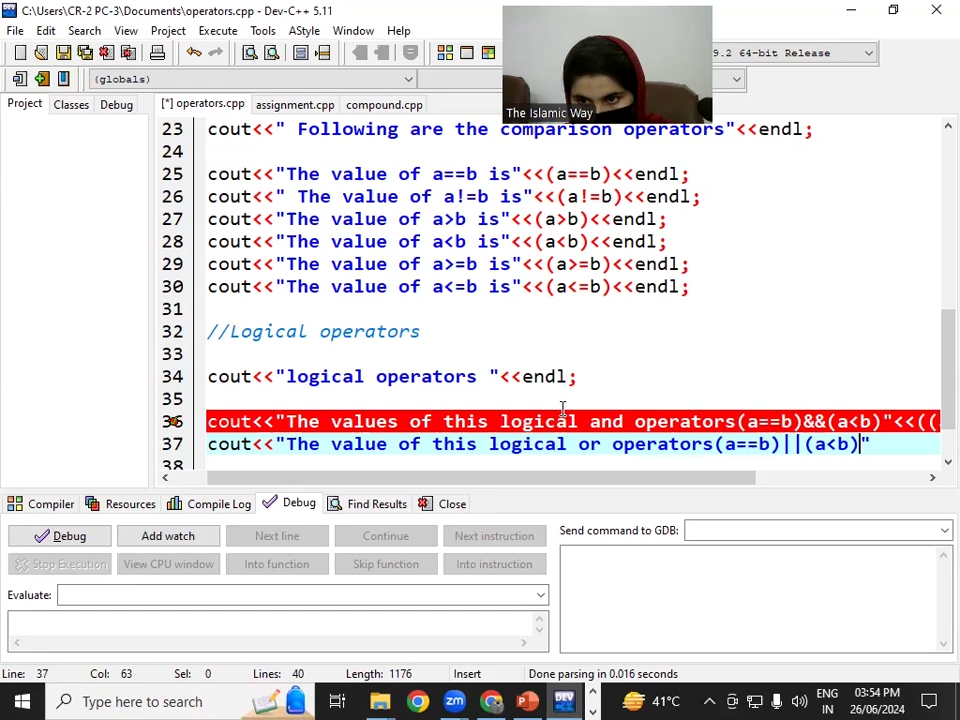 C:\Users\CR-2 PC-3\Documents\operators.cpp - Dev-C++ 5.11
File Edit Search View Project Execute Tools AStyle Window Help
9.2 64-bit Release
(globals)
The Islamic Way
Project Classes Debug
[*] operators.cpp assignment.cpp compound.cpp
23 cout<<" Following are the comparison operators"<<endl;
24
25 cout<<"The value of a==b is"<<(a==b)<<endl;
26 cout<<" The value of a!=b is"<<(a!=b)<<endl;
27 cout<<"The value of a>b is"<<(a>b)<<endl;
28 cout<<"The value of a<b is"<<(a<b)<<endl;
29 cout<<"The value of a>=b is"<<(a>=b)<<endl;
30 cout<<"The value of a<=b is"<<(a<=b)<<endl;
31
32 //Logical operators
33
34 cout<<"logical operators "<<endl;
35
36 cout<<"The values of this logical and operators(a==b)&&(a<b)"<<((
37 cout<<"The value of this logical or operators(a==b)||(a<b)"
38
Compiler Resources Compile Log Debug Find Results Close
Debug Add watch Next line Continue Next instruction
Stop Execution View CPU window Into function Skip function Into instruction
Send command to GDB:
Evaluate:
Line: 37 Col: 63 Sel: 0 Lines: 40 Length: 1176 Insert Done parsing in 0.016 seconds
Type here to search
DEV
41°C
ENG
IN
03:54 PM
26/06/2024